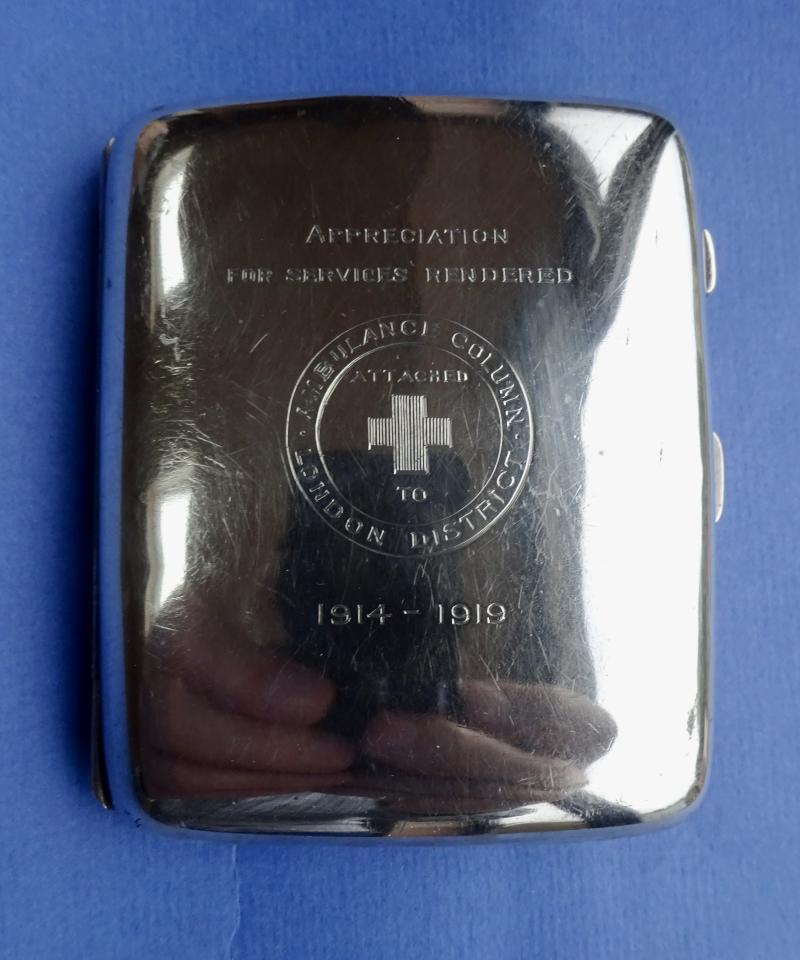 APPRECIATION
FOR SERVICES RENDERED
· AMBULANCE COLUMN ·
ATTACHED
TO
LONDON DISTRICT
1914 - 1919